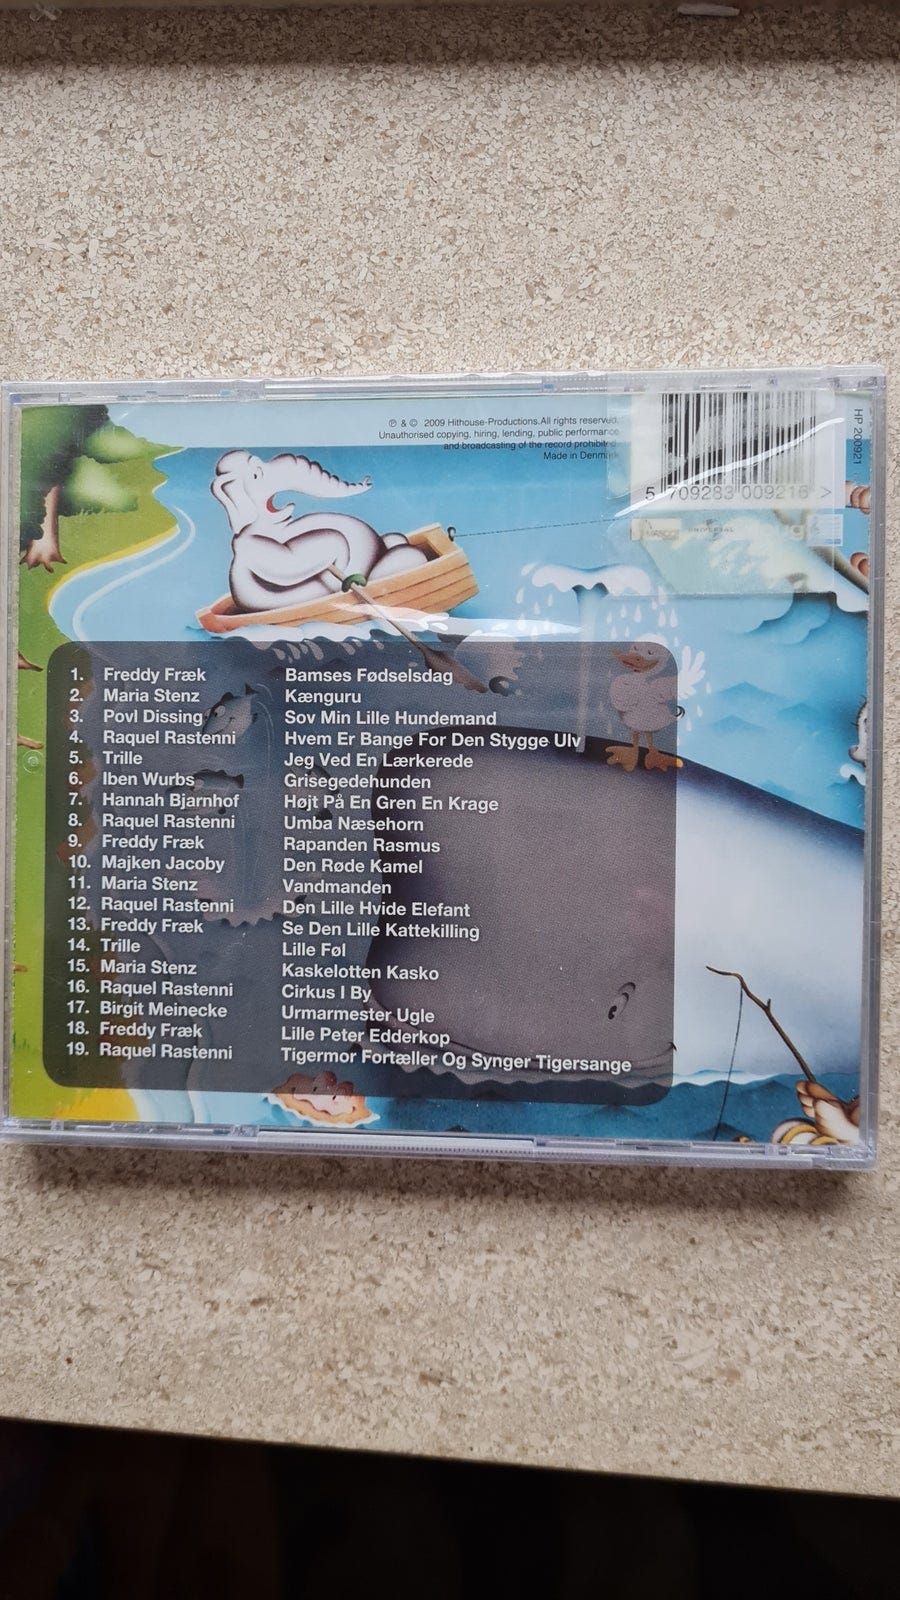 ℗ & © 2009 Hithouse-Productions. All rights reserved.
Unauthorised copying, hiring, lending, public performance
and broadcasting of the record prohibited.
Made in Denmark
HP 200921
5 709283 009216 >
1. Freddy Fræk Bamses Fødselsdag
2. Maria Stenz Kænguru
3. Povl Dissing Sov Min Lille Hundemand
4. Raquel Rastenni Hvem Er Bange For Den Stygge Ulv
5. Trille Jeg Ved En Lærkerede
6. Iben Wurbs Grisegedehunden
7. Hannah Bjarnhof Højt På En Gren En Krage
8. Raquel Rastenni Umba Næsehorn
9. Freddy Fræk Rapanden Rasmus
10. Majken Jacoby Den Røde Kamel
11. Maria Stenz Vandmanden
12. Raquel Rastenni Den Lille Hvide Elefant
13. Freddy Fræk Se Den Lille Kattekilling
14. Trille Lille Føl
15. Maria Stenz Kaskelotten Kasko
16. Raquel Rastenni Cirkus I By
17. Birgit Meinecke Urmarmester Ugle
18. Freddy Fræk Lille Peter Edderkop
19. Raquel Rastenni Tigermor Fortæller Og Synger Tigersange